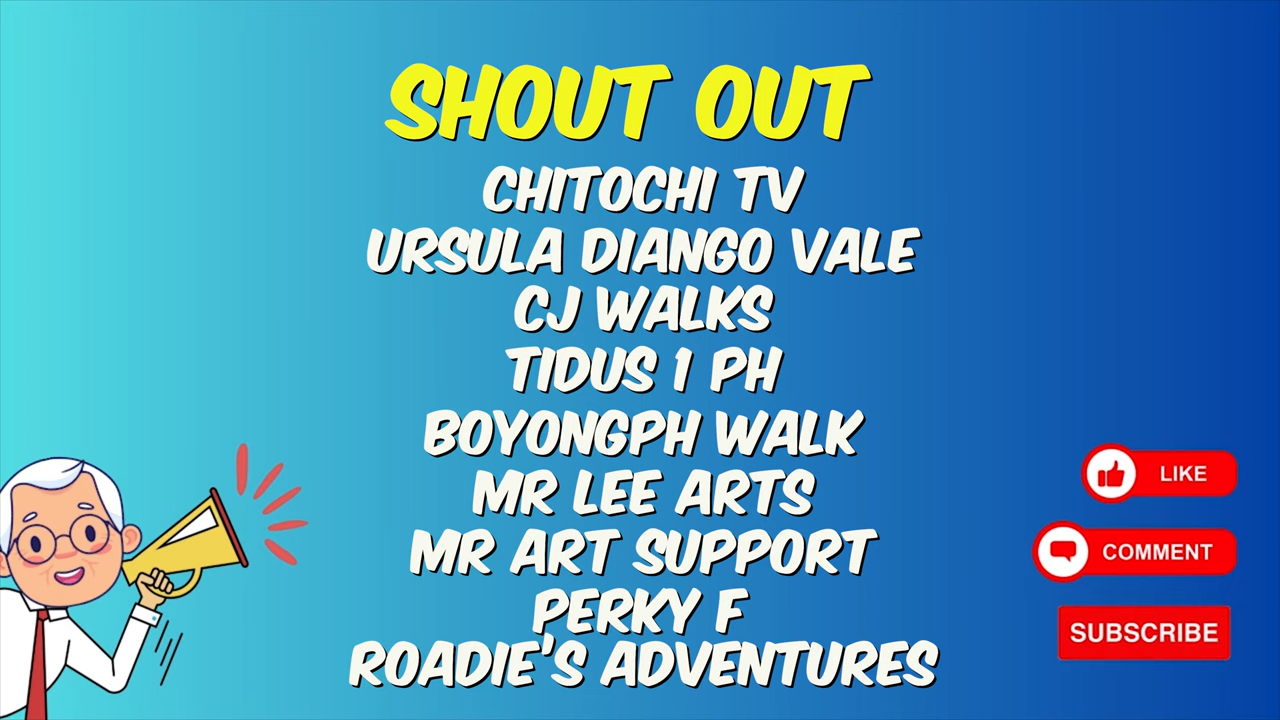 SHOUT OUT
CHITOCHI TV
URSULA DIANGO VALE
CJ WALKS
TIDUS 1 PH
BOYONGPH WALK
MR LEE ARTS
MR ART SUPPORT
PERKY F
ROADIE'S ADVENTURES
LIKE
COMMENT
SUBSCRIBE